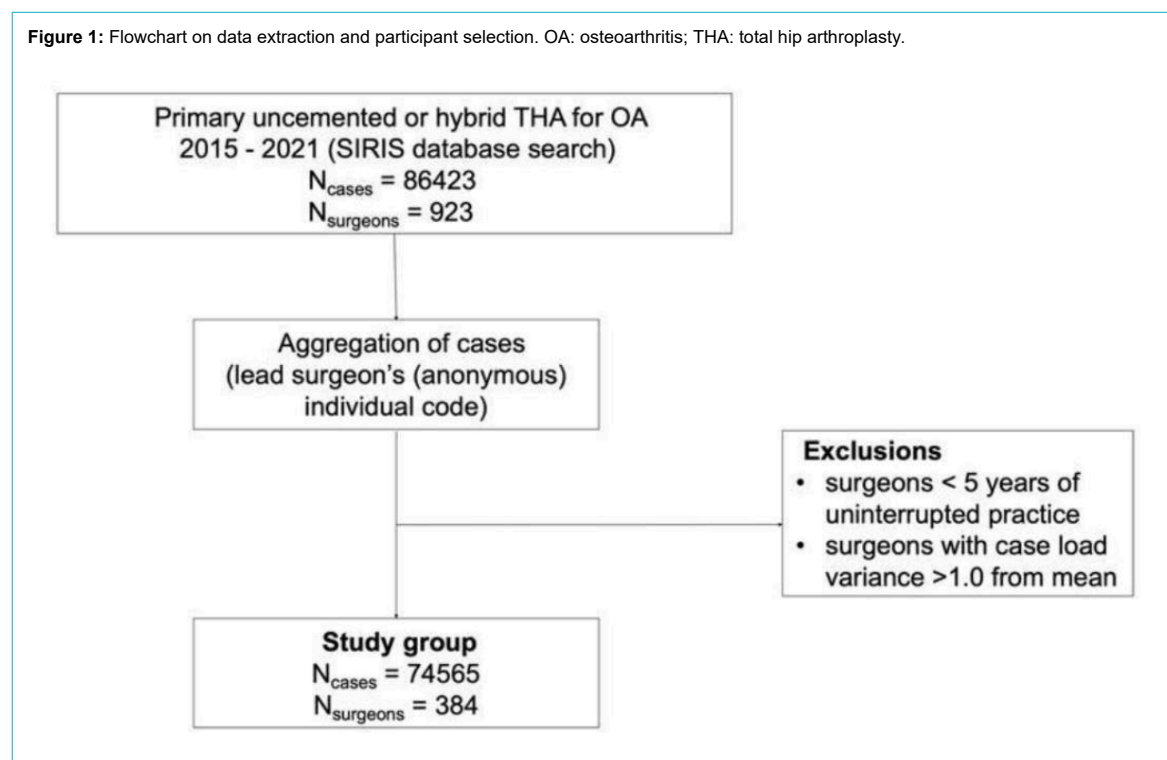 Figure 1: Flowchart on data extraction and participant selection. OA: osteoarthritis; THA: total hip arthroplasty.
Primary uncemented or hybrid THA for OA
2015 - 2021 (SIRIS database search)
Ncases = 86423
Nsurgeons = 923
Aggregation of cases
(lead surgeon's (anonymous)
individual code)
Exclusions
• surgeons < 5 years of
uninterrupted practice
• surgeons with case load
variance >1.0 from mean
Study group
Ncases = 74565
Nsurgeons = 384